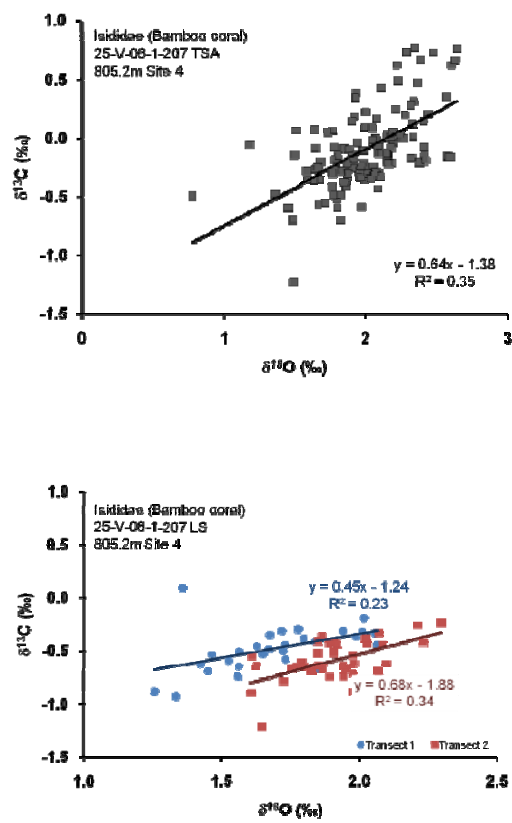 1.0
Isididae (Bamboo coral)
25-V-06-1-207 TSA
805.2m Site 4
0.5
0.0
δ13C (‰)
-0.5
-1.0
y = 0.64x - 1.38
R² = 0.35
-1.5
0 1 2 3
δ18O (‰)
1.0
Isididae (Bamboo coral)
25-V-06-1-207 LS
805.2m Site 4
0.5
y = 0.45x - 1.24
R² = 0.23
0.0
δ13C (‰)
-0.5
-1.0
y = 0.68x - 1.88
R² = 0.34
Transect 1 Transect 2
-1.5
1.0 1.5 2.0 2.5
δ18O (‰)